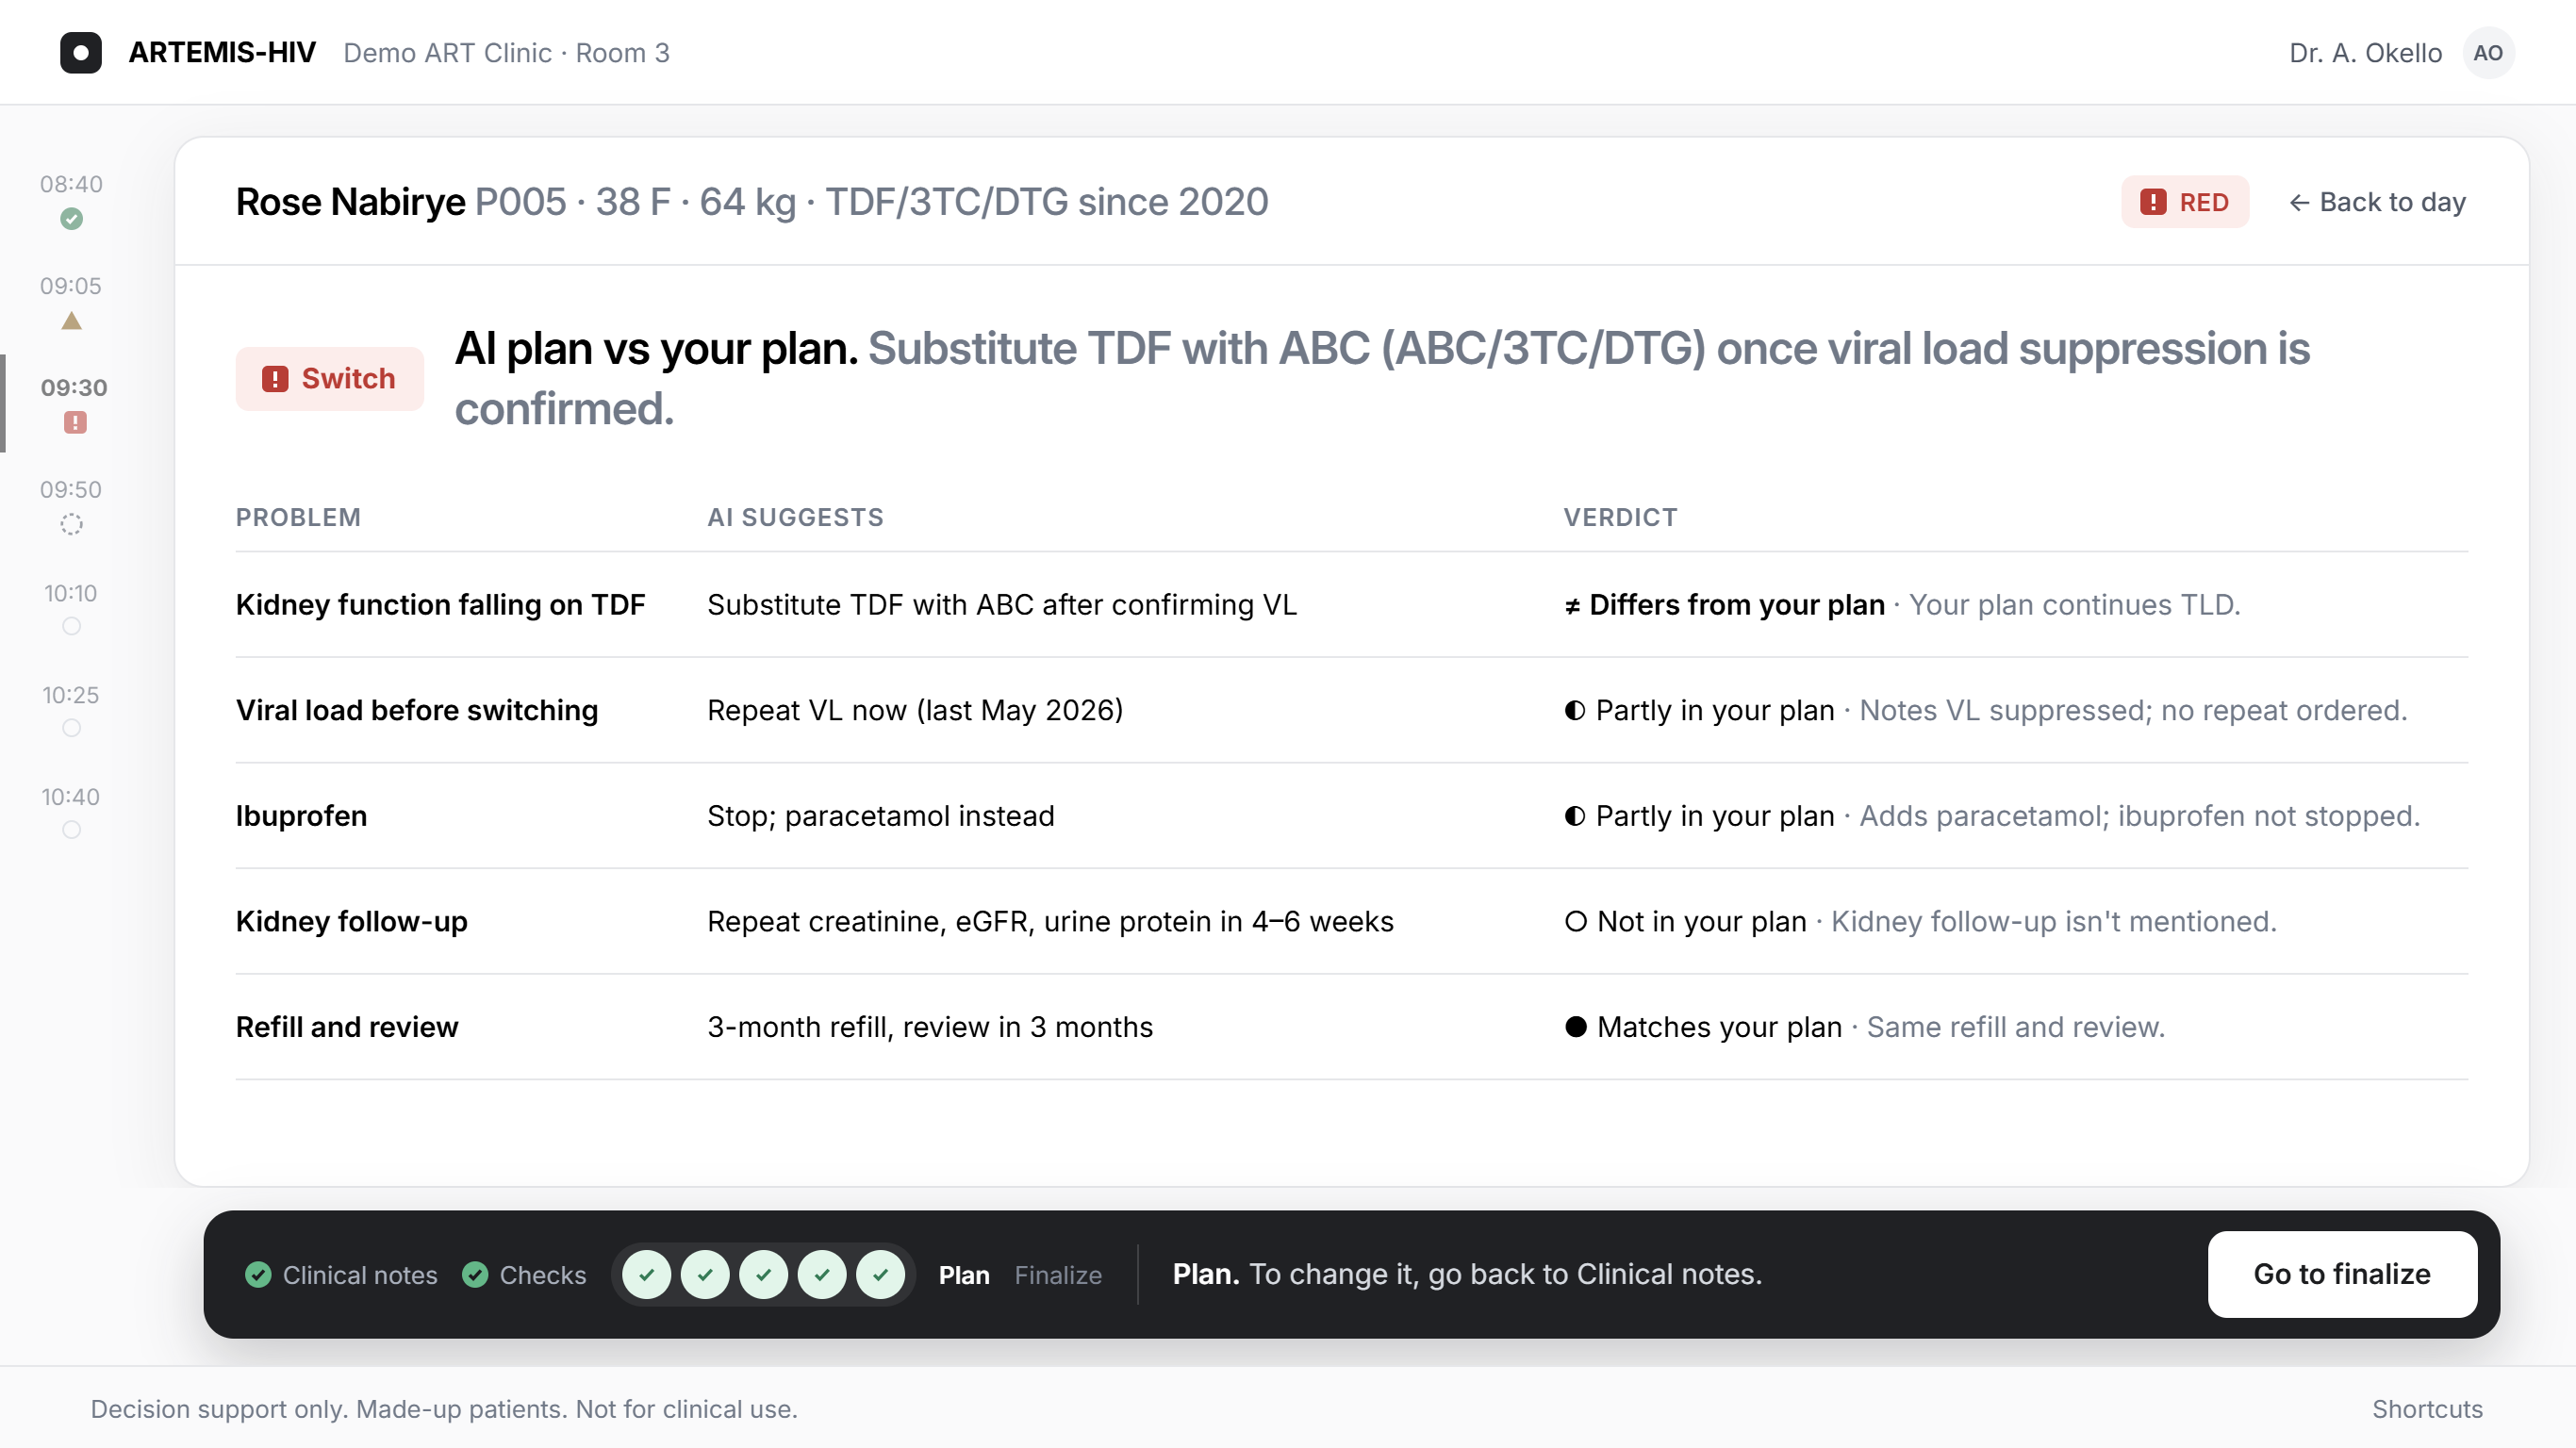 ARTEMIS-HIV Demo ART Clinic · Room 3
Dr. A. Okello AO
08:40
09:05
09:30
09:50
10:10
10:25
10:40
Rose Nabirye P005 · 38 F · 64 kg · TDF/3TC/DTG since 2020
! RED
← Back to day
! Switch
AI plan vs your plan. Substitute TDF with ABC (ABC/3TC/DTG) once viral load suppression is
confirmed.
PROBLEM AI SUGGESTS VERDICT
Kidney function falling on TDF Substitute TDF with ABC after confirming VL ≠ Differs from your plan · Your plan continues TLD.
Viral load before switching Repeat VL now (last May 2026) ◐ Partly in your plan · Notes VL suppressed; no repeat ordered.
Ibuprofen Stop; paracetamol instead ◐ Partly in your plan · Adds paracetamol; ibuprofen not stopped.
Kidney follow-up Repeat creatinine, eGFR, urine protein in 4–6 weeks ○ Not in your plan · Kidney follow-up isn't mentioned.
Refill and review 3-month refill, review in 3 months ● Matches your plan · Same refill and review.
Clinical notes Checks Plan Finalize Plan. To change it, go back to Clinical notes. Go to finalize
Decision support only. Made-up patients. Not for clinical use. Shortcuts